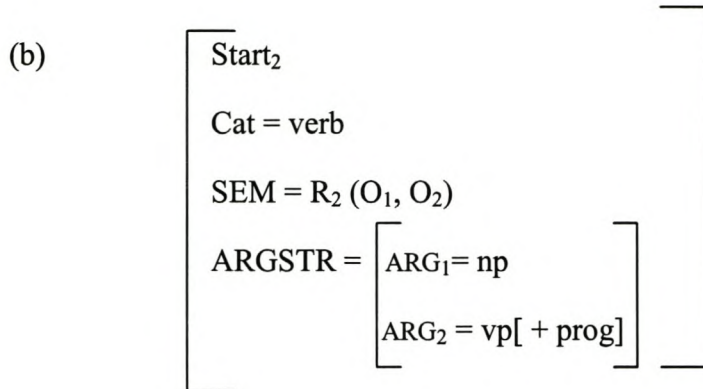 (b) Start₂
Cat = verb
SEM = R₂ (O₁, O₂)
ARGSTR = ARG₁= np
ARG₂ = vp[ + prog]